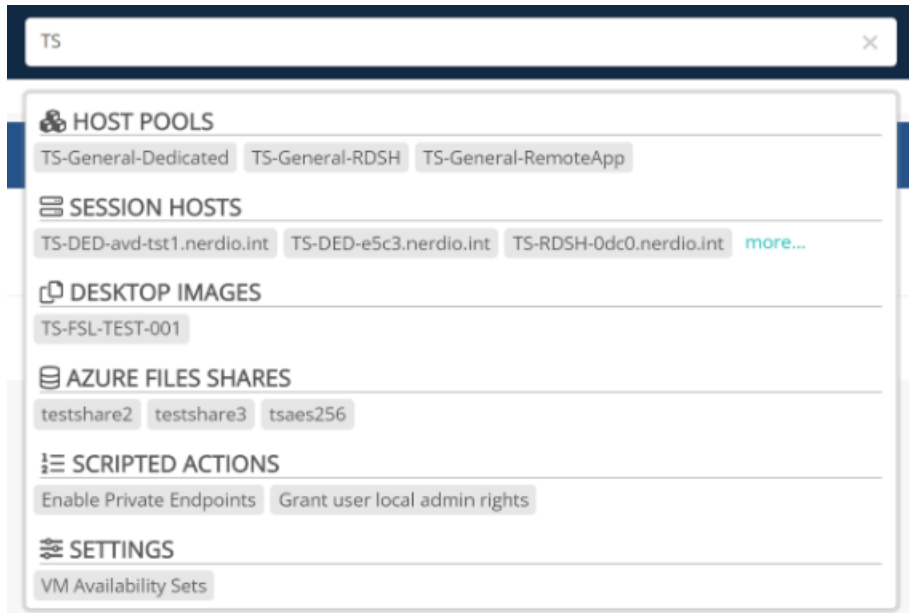 TS
HOST POOLS
TS-General-Dedicated TS-General-RDSH TS-General-RemoteApp
SESSION HOSTS
TS-DED-avd-tst1.nerdio.int TS-DED-e5c3.nerdio.int TS-RDSH-0dc0.nerdio.int more...
DESKTOP IMAGES
TS-FSL-TEST-001
AZURE FILES SHARES
testshare2 testshare3 tsaes256
SCRIPTED ACTIONS
Enable Private Endpoints Grant user local admin rights
SETTINGS
VM Availability Sets